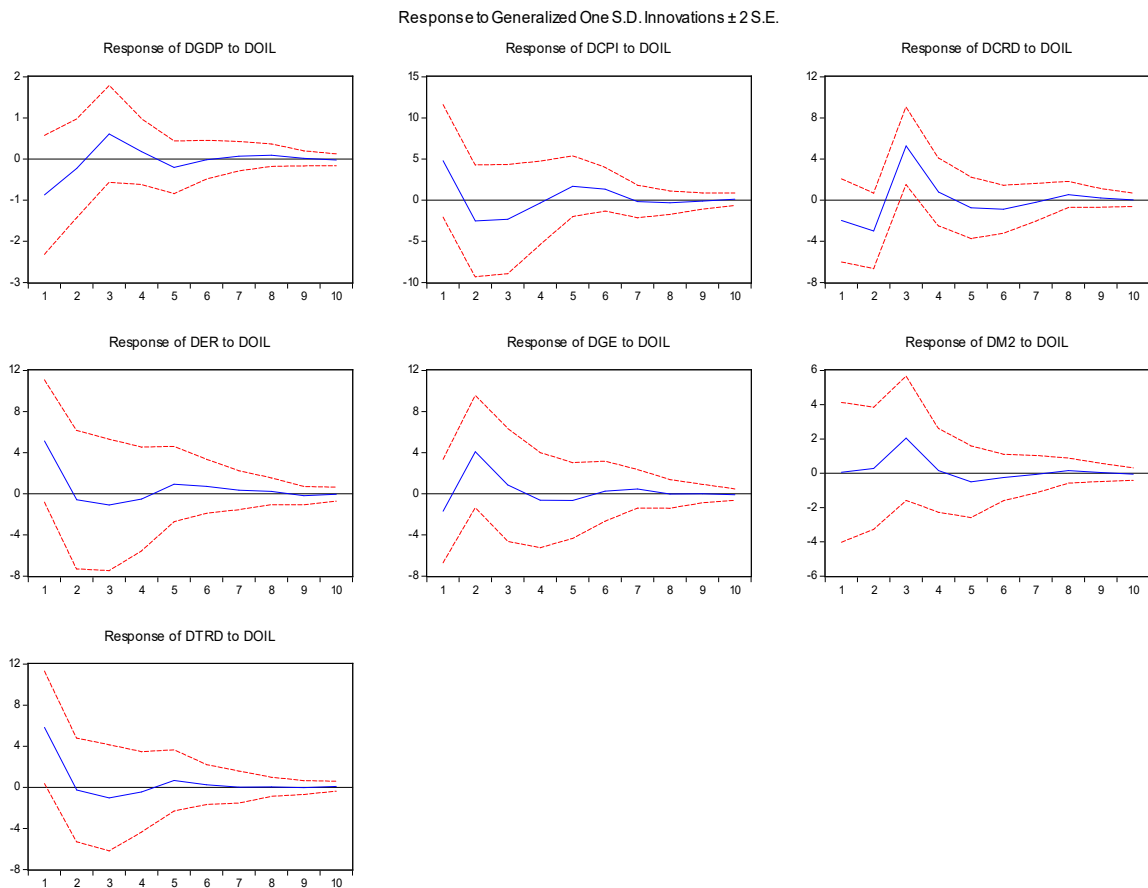 Response to Generalized One S.D. Innovations ± 2 S.E.
Response of DGDP to DOIL
2
1
0
-1
-2
-3
1 2 3 4 5 6 7 8 9 10
Response of DCPI to DOIL
15
10
5
0
-5
-10
1 2 3 4 5 6 7 8 9 10
Response of DCRD to DOIL
12
8
4
0
-4
-8
1 2 3 4 5 6 7 8 9 10
Response of DER to DOIL
12
8
4
0
-4
-8
1 2 3 4 5 6 7 8 9 10
Response of DGE to DOIL
12
8
4
0
-4
-8
1 2 3 4 5 6 7 8 9 10
Response of DM2 to DOIL
6
4
2
0
-2
-4
-6
1 2 3 4 5 6 7 8 9 10
Response of DTRD to DOIL
12
8
4
0
-4
-8
1 2 3 4 5 6 7 8 9 10